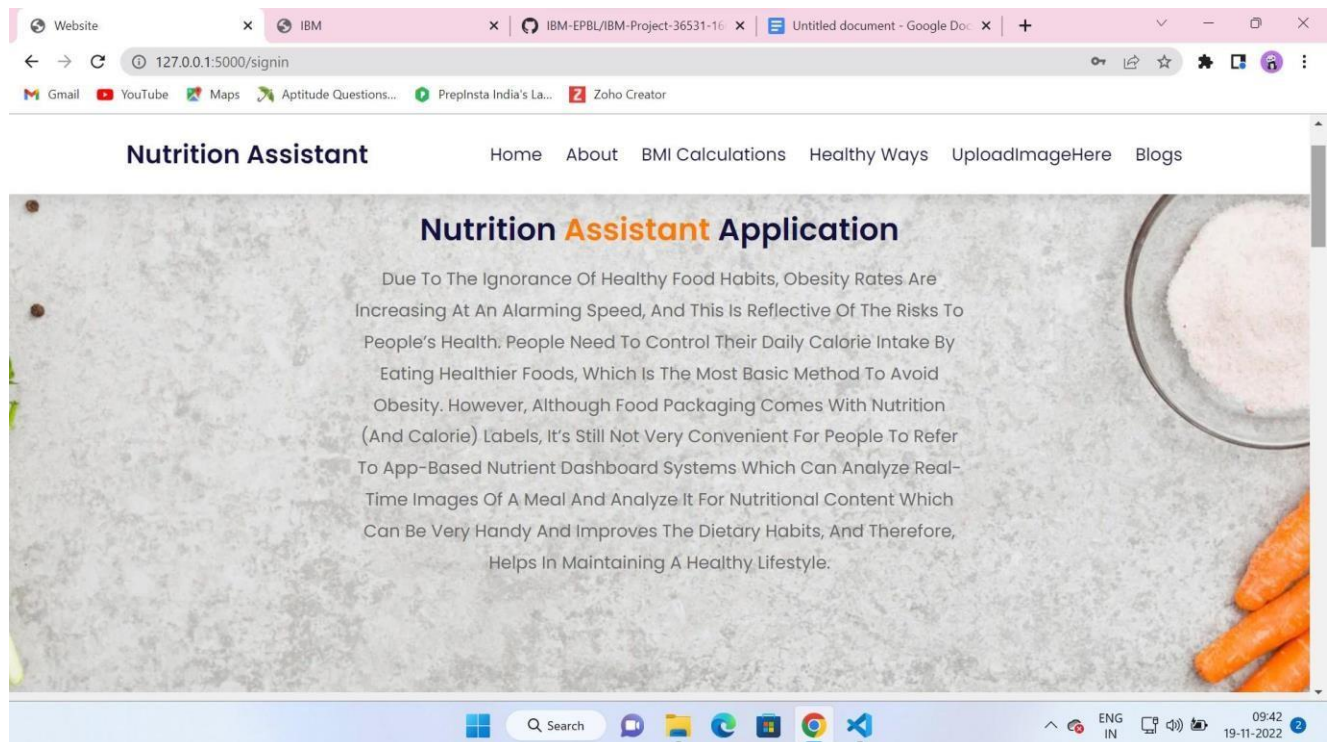 Website
IBM
IBM-EPBL/IBM-Project-36531-16
Untitled document - Google Doc
127.0.0.1:5000/signin
Gmail YouTube Maps Aptitude Questions... PrepInsta India's La... Zoho Creator
Nutrition Assistant Home About BMI Calculations Healthy Ways UploadImageHere Blogs
Nutrition Assistant Application
Due To The Ignorance Of Healthy Food Habits, Obesity Rates Are
Increasing At An Alarming Speed, And This Is Reflective Of The Risks To
People's Health. People Need To Control Their Daily Calorie Intake By
Eating Healthier Foods, Which Is The Most Basic Method To Avoid
Obesity. However, Although Food Packaging Comes With Nutrition
(And Calorie) Labels, It's Still Not Very Convenient For People To Refer
To App-Based Nutrient Dashboard Systems Which Can Analyze Real-
Time Images Of A Meal And Analyze It For Nutritional Content Which
Can Be Very Handy And Improves The Dietary Habits, And Therefore,
Helps In Maintaining A Healthy Lifestyle.
Search
ENG
IN
09:42
19-11-2022
2